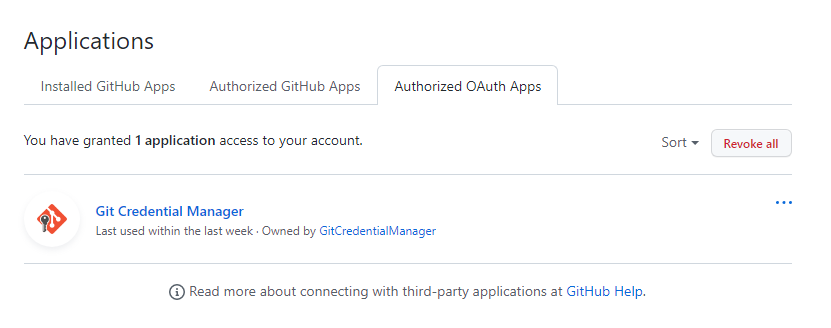 Applications
Installed GitHub Apps Authorized GitHub Apps Authorized OAuth Apps
You have granted 1 application access to your account. Sort Revoke all
Git Credential Manager
Last used within the last week · Owned by GitCredentialManager
Read more about connecting with third-party applications at GitHub Help.